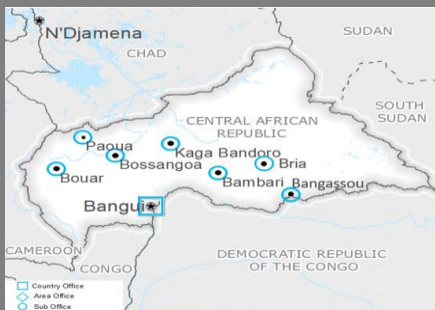 N'Djamena
SUDAN
CHAD
SOUTH
SUDAN
CENTRAL AFRICAN
REPUBLIC
Paoua
Kaga Bandoro
Bossangoa
Bria
Bouar
Bambari
Bangassou
Bangui
CAMEROON
DEMOCRATIC REPUBLIC
OF THE CONGO
CONGO
Country Office
Area Office
Sub Office